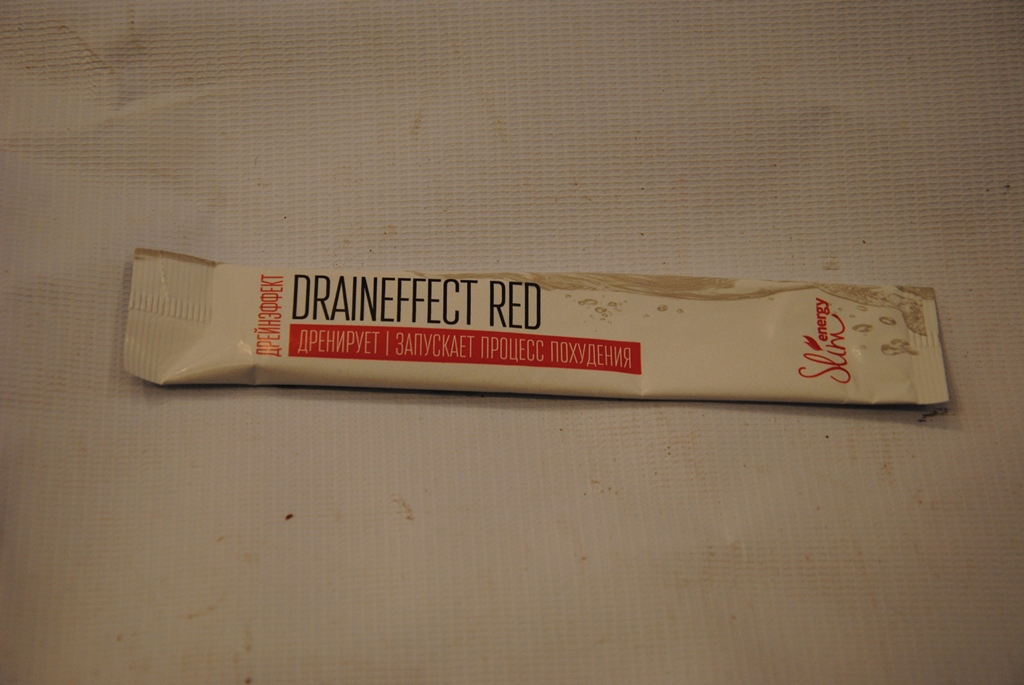 ДРЕЙНЭФФЕКТ
DRAINEFFECT RED
ДРЕНИРУЕТ | ЗАПУСКАЕТ ПРОЦЕСС ПОХУДЕНИЯ
energy
Slim